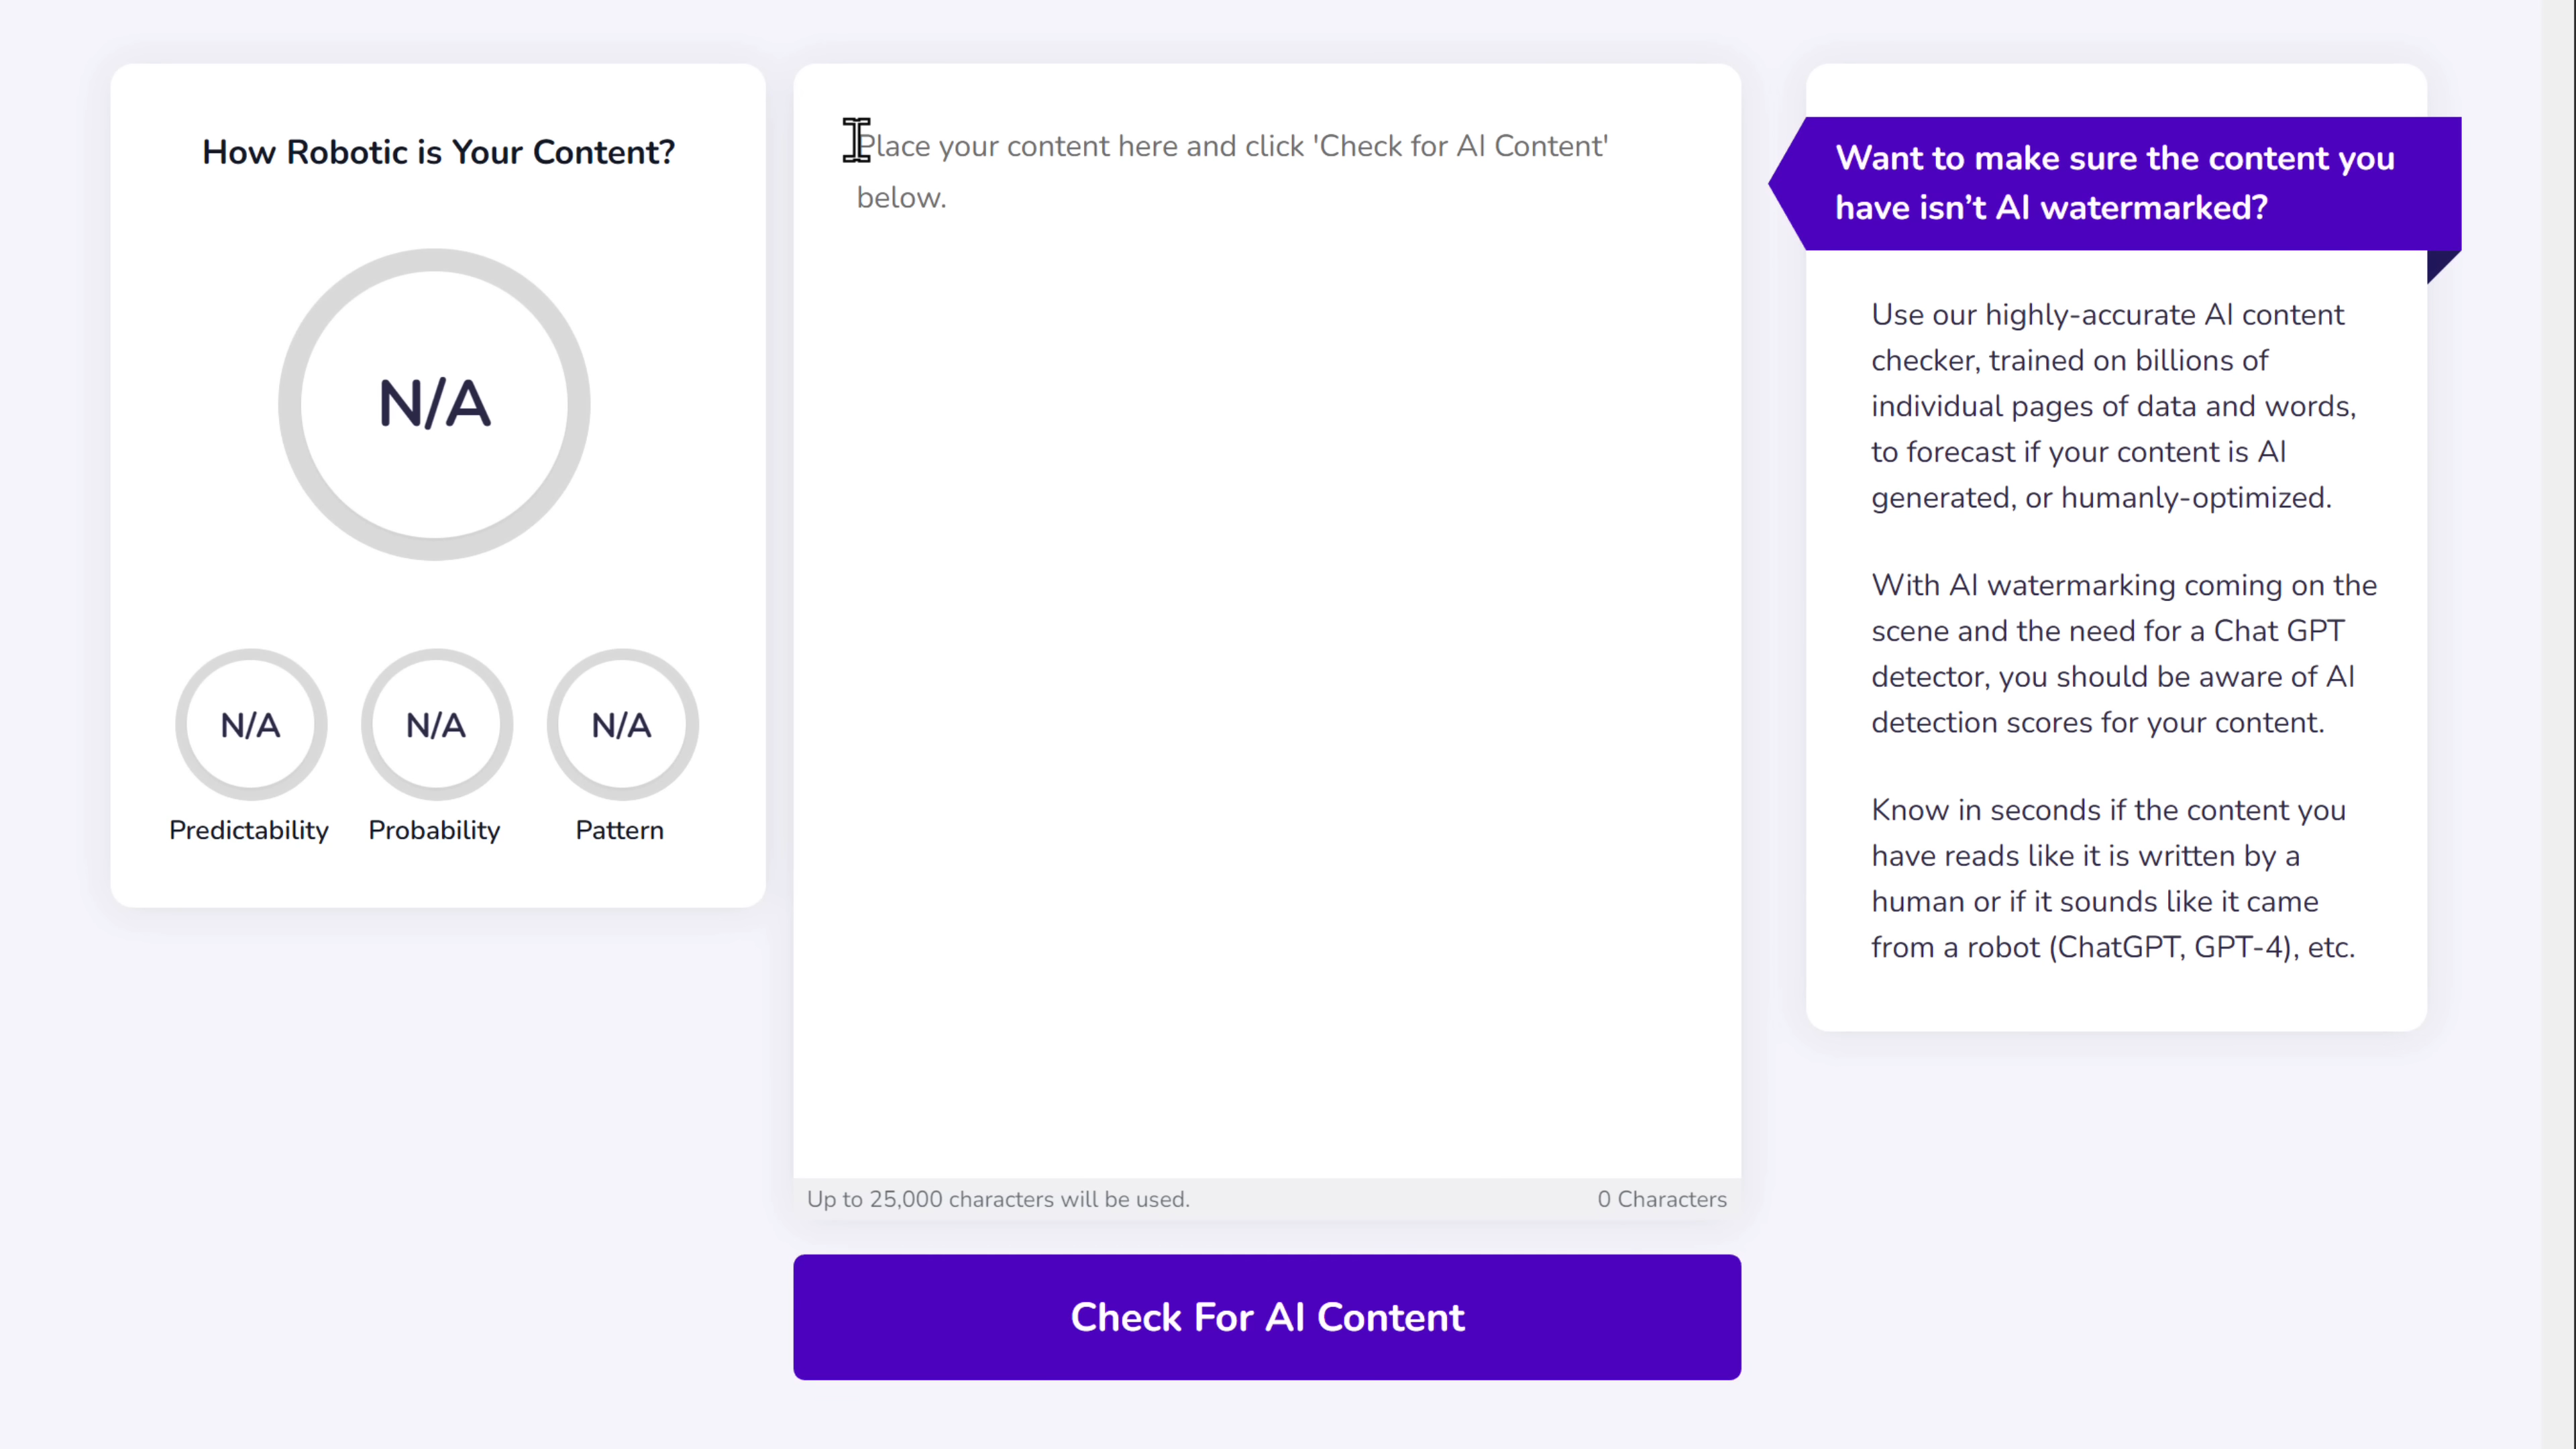 How Robotic is Your Content?
N/A
N/A
N/A
N/A
Predictability
Probability
Pattern
Place your content here and click 'Check for AI Content'
below.
Up to 25,000 characters will be used.
0 Characters
Check For AI Content
Want to make sure the content you
have isn’t AI watermarked?
Use our highly-accurate AI content
checker, trained on billions of
individual pages of data and words,
to forecast if your content is AI
generated, or humanly-optimized.
With AI watermarking coming on the
scene and the need for a Chat GPT
detector, you should be aware of AI
detection scores for your content.
Know in seconds if the content you
have reads like it is written by a
human or if it sounds like it came
from a robot (ChatGPT, GPT-4), etc.